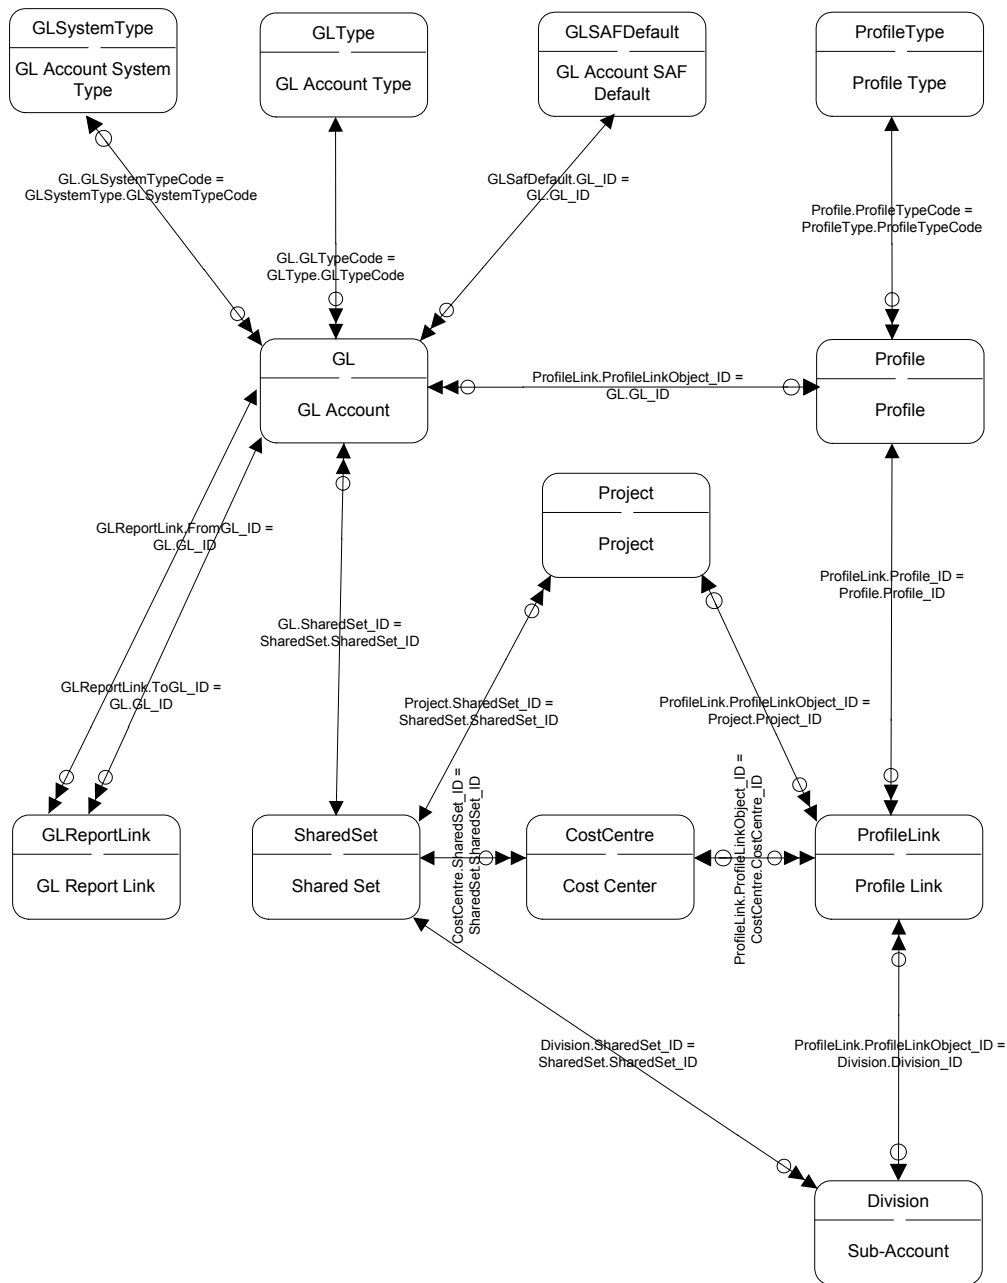 GLSystemType
GL Account System
Type
GLType
GL Account Type
GLSAFDefault
GL Account SAF
Default
ProfileType
Profile Type
GL.GLSystemTypeCode =
GLSystemType.GLSystemTypeCode
GLSafDefault.GL_ID =
GL.GL_ID
Profile.ProfileTypeCode =
ProfileType.ProfileTypeCode
GL.GLTypeCode =
GLType.GLTypeCode
GL
GL Account
ProfileLink.ProfileLinkObject_ID =
GL.GL_ID
Profile
Profile
Project
Project
GLReportLink.FromGL_ID =
GL.GL_ID
ProfileLink.Profile_ID =
Profile.Profile_ID
GL.SharedSet_ID =
SharedSet.SharedSet_ID
GLReportLink.ToGL_ID =
GL.GL_ID
Project.SharedSet_ID =
SharedSet.SharedSet_ID
ProfileLink.ProfileLinkObject_ID =
Project.Project_ID
GLReportLink
GL Report Link
SharedSet
Shared Set
CostCentre.SharedSet_ID =
SharedSet.SharedSet_ID
CostCentre
Cost Center
ProfileLink.ProfileLinkObject_ID =
CostCentre.CostCentre_ID
ProfileLink
Profile Link
Division.SharedSet_ID =
SharedSet.SharedSet_ID
ProfileLink.ProfileLinkObject_ID =
Division.Division_ID
Division
Sub-Account